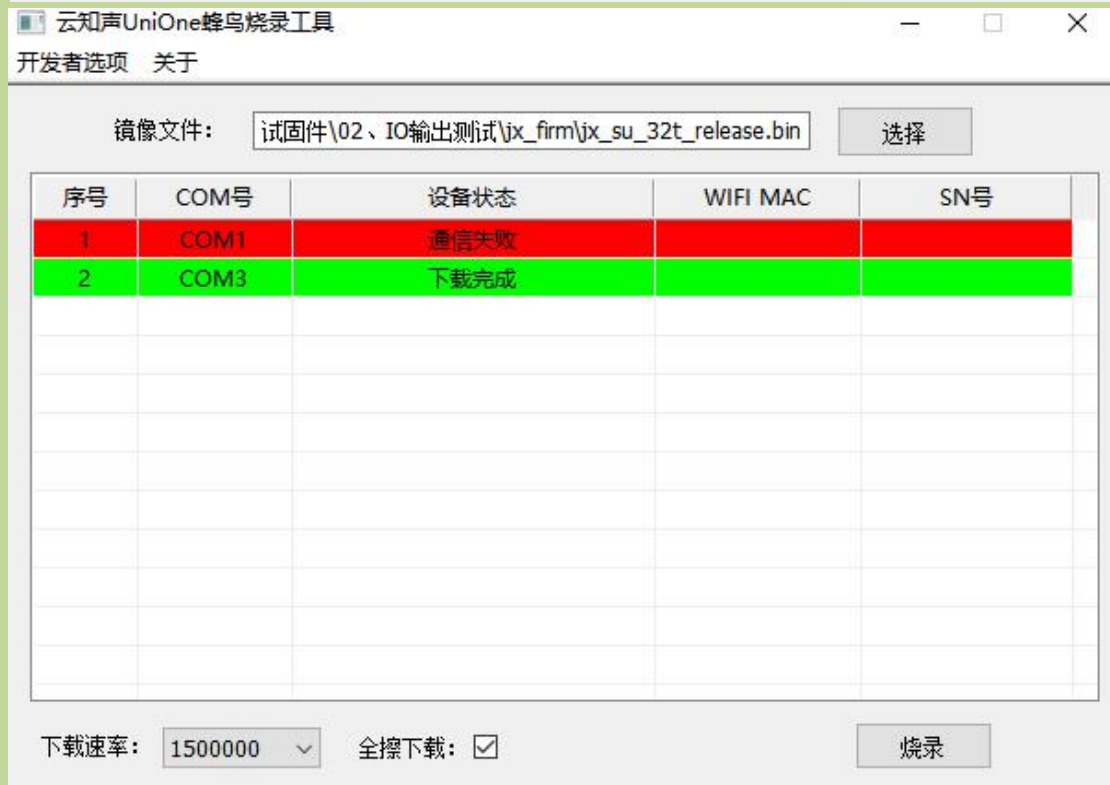 云知声UniOne蜂鸟烧录工具
开发者选项 关于
镜像文件： 试固件\02、IO输出测试\jx_firm\jx_su_32t_release.bin 选择
序号 COM号 设备状态 WIFI MAC SN号
1 COM1 通信失败
2 COM3 下载完成
下载速率： 1500000 全擦下载： 烧录